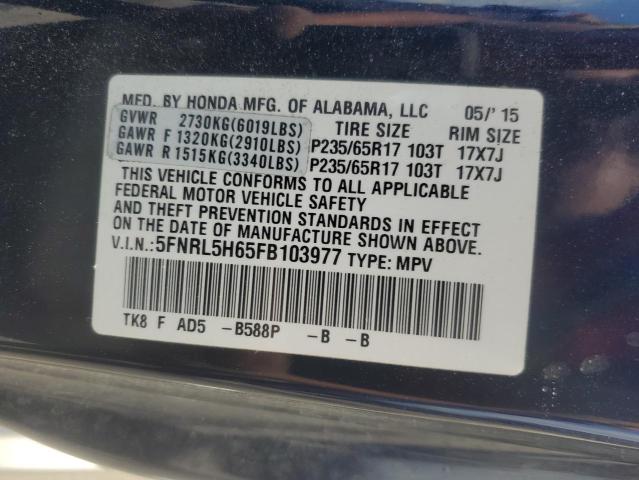 MFD. BY HONDA MFG. OF ALABAMA, LLC 05/'15
GVWR 2730KG(6019LBS) TIRE SIZE RIM SIZE
GAWR F 1320KG(2910LBS) P235/65R17 103T 17X7J
GAWR R 1515KG(3340LBS) P235/65R17 103T 17X7J
THIS VEHICLE CONFORMS TO ALL APPLICABLE
FEDERAL MOTOR VEHICLE SAFETY
AND THEFT PREVENTION STANDARDS IN EFFECT
ON THE DATE OF MANUFACTURE SHOWN ABOVE.
V.I.N.:5FNRL5H65FB103977 TYPE: MPV
TK8 F AD5 -B588P -B -B